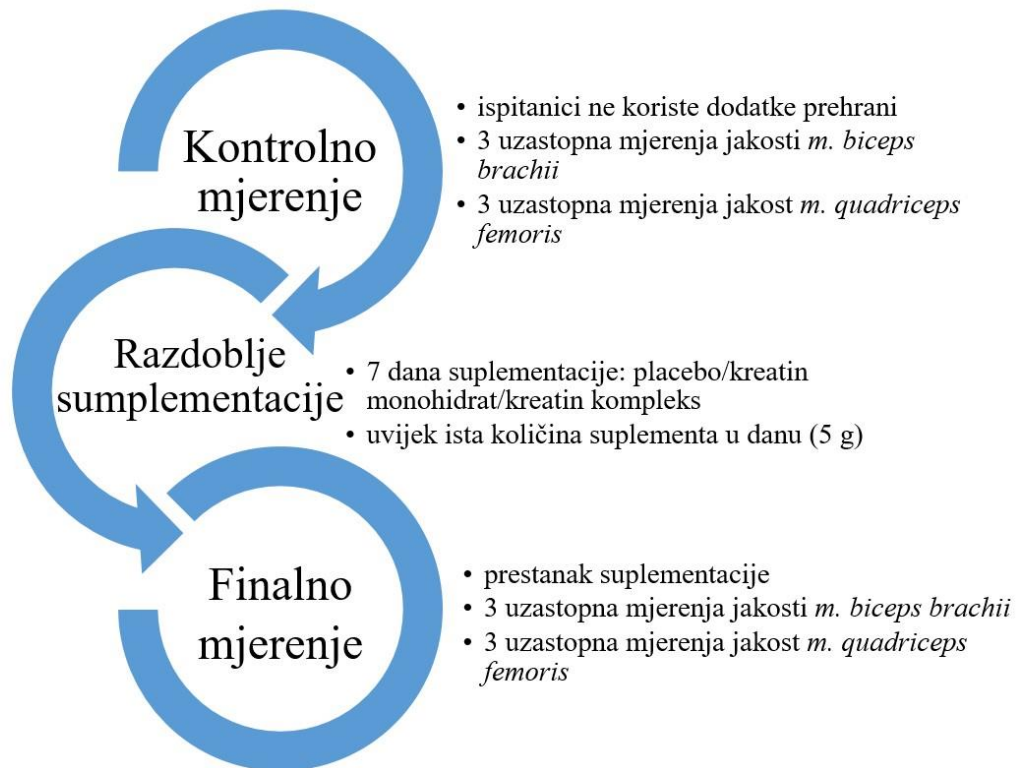 Kontrolno
mjerenje
• ispitanici ne koriste dodatke prehrani
• 3 uzastopna mjerenja jakosti m. biceps
brachii
• 3 uzastopna mjerenja jakost m. quadriceps
femoris
Razdoblje
sumplementacije
• 7 dana suplementacije: placebo/kreatin
monohidrat/kreatin kompleks
• uvijek ista količina suplementa u danu (5 g)
Finalno
mjerenje
• prestanak suplementacije
• 3 uzastopna mjerenja jakosti m. biceps brachii
• 3 uzastopna mjerenja jakost m. quadriceps
femoris